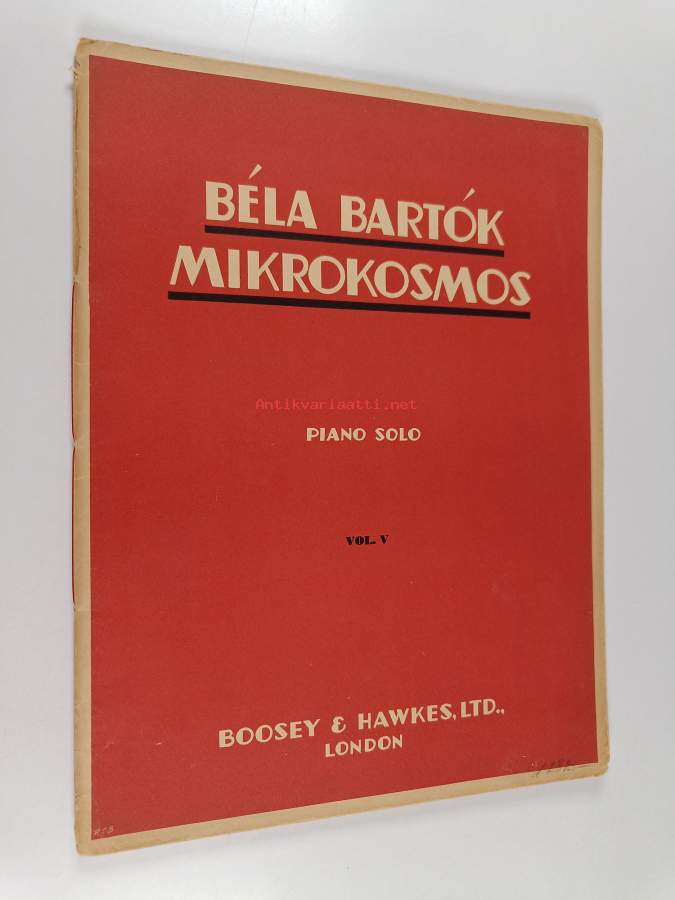 BÉLA BARTÓK
MIKROKOSMOS
Antikvariaatti.net
PIANO SOLO
VOL. V
BOOSEY & HAWKES, LTD.,
LONDON